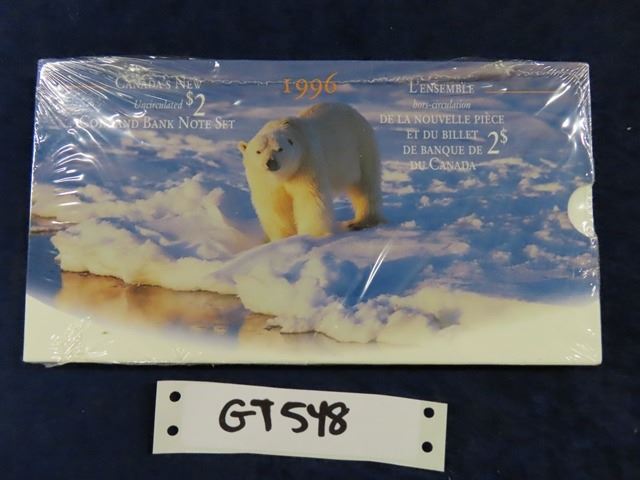 CANADA'S NEW
Uncirculated $2
COIN AND BANK NOTE SET
1996
L'ENSEMBLE
hors-circulation
DE LA NOUVELLE PIÈCE
ET DU BILLET
DE BANQUE DE 2$
DU CANADA
GT548